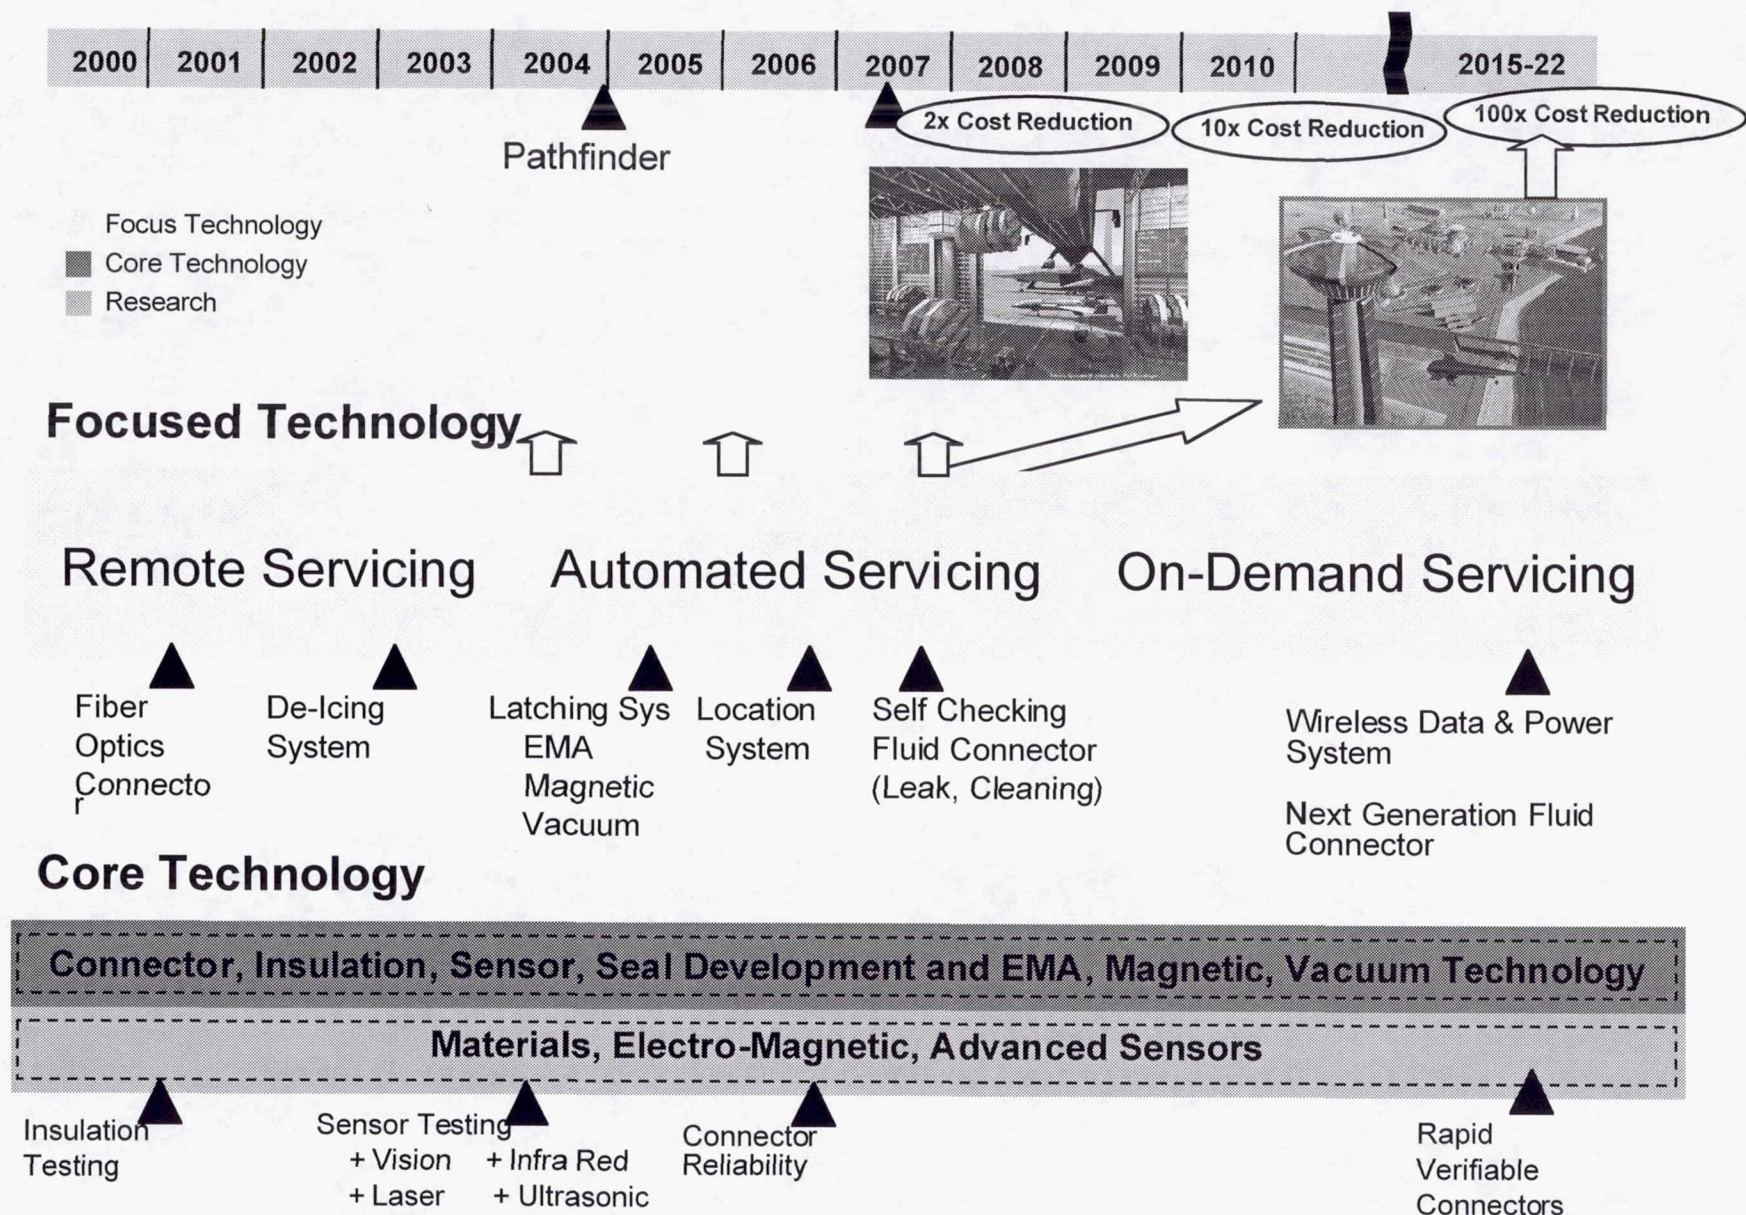 2000 2001 2002 2003 2004 2005 2006 2007 2008 2009 2010 2015-22
2x Cost Reduction
10x Cost Reduction
100x Cost Reduction
Pathfinder
Focus Technology
Core Technology
Research
Focused Technology
Remote Servicing
Automated Servicing
On-Demand Servicing
Fiber
Optics
Connecto
r
De-Icing
System
Latching Sys
EMA
Magnetic
Vacuum
Location
System
Self Checking
Fluid Connector
(Leak, Cleaning)
Wireless Data & Power
System
Next Generation Fluid
Connector
Core Technology
Connector, Insulation, Sensor, Seal Development and EMA, Magnetic, Vacuum Technology
Materials, Electro-Magnetic, Advanced Sensors
Insulation
Testing
Sensor Testing
+ Vision + Infra Red
+ Laser + Ultrasonic
Connector
Reliability
Rapid
Verifiable
Connectors